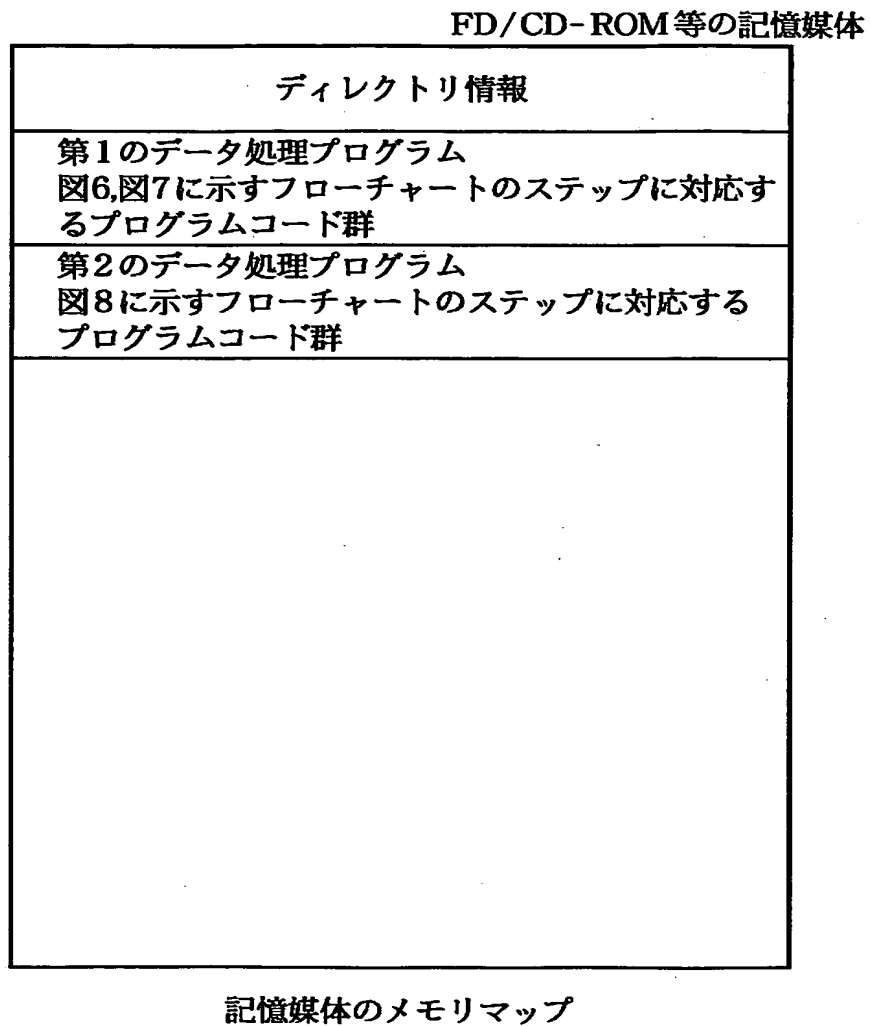 FD/CD-ROM等の記憶媒体
ディレクトリ情報
第1のデータ処理プログラム
図6,図7に示すフローチャートのステップに対応す
るプログラムコード群
第2のデータ処理プログラム
図8に示すフローチャートのステップに対応する
プログラムコード群
記憶媒体のメモリマップ